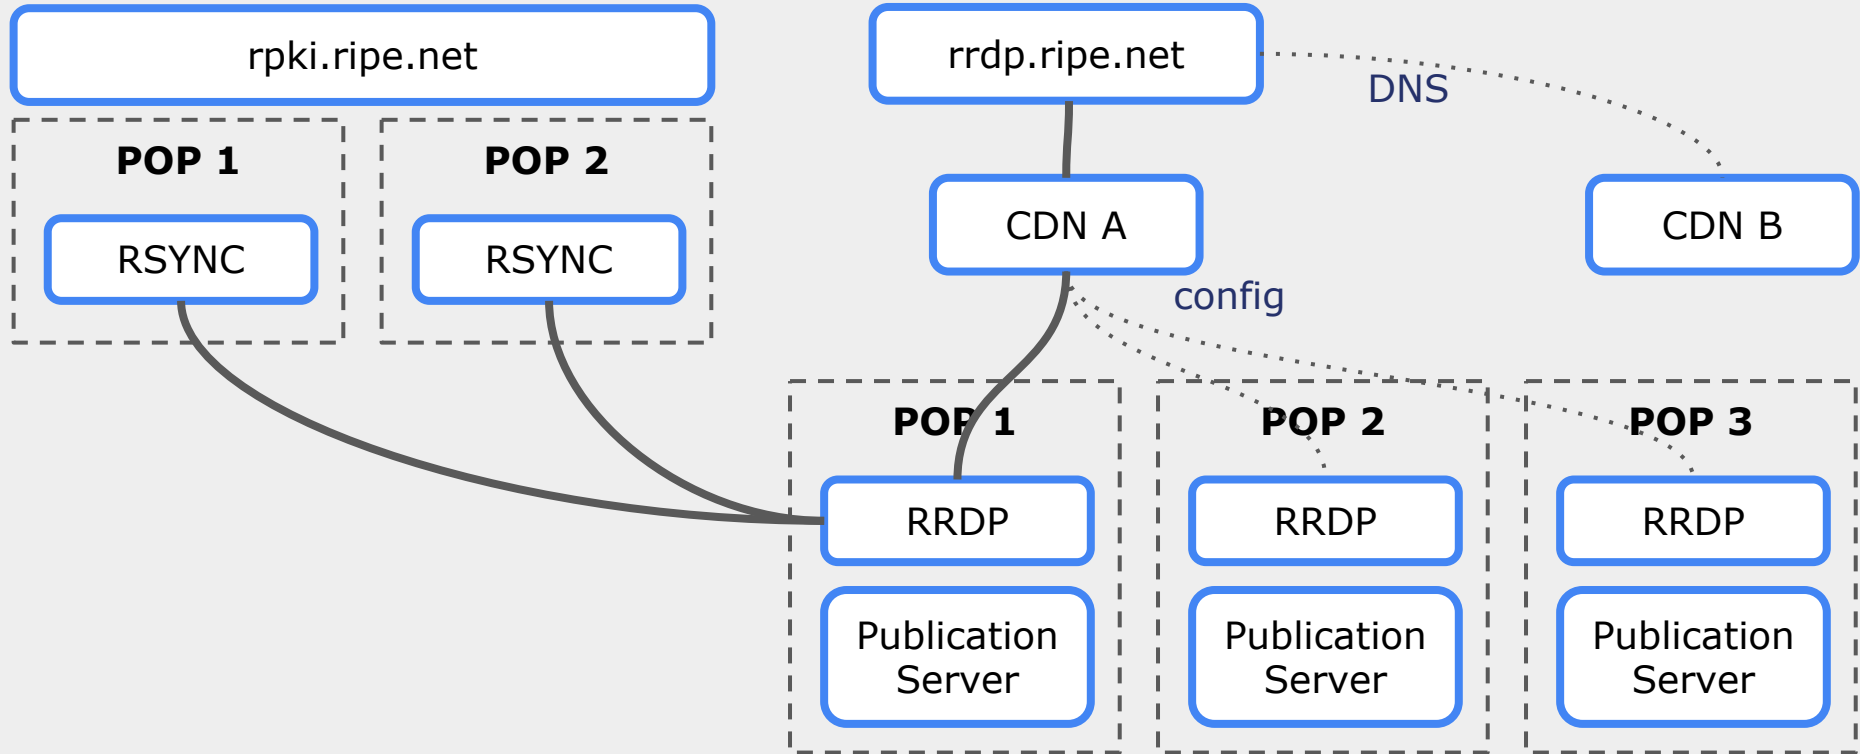 rpki.ripe.net
rrdp.ripe.net
DNS
POP 1
POP 2
RSYNC
RSYNC
CDN A
CDN B
config
POP 1
POP 2
POP 3
RRDP
RRDP
RRDP
Publication
Server
Publication
Server
Publication
Server